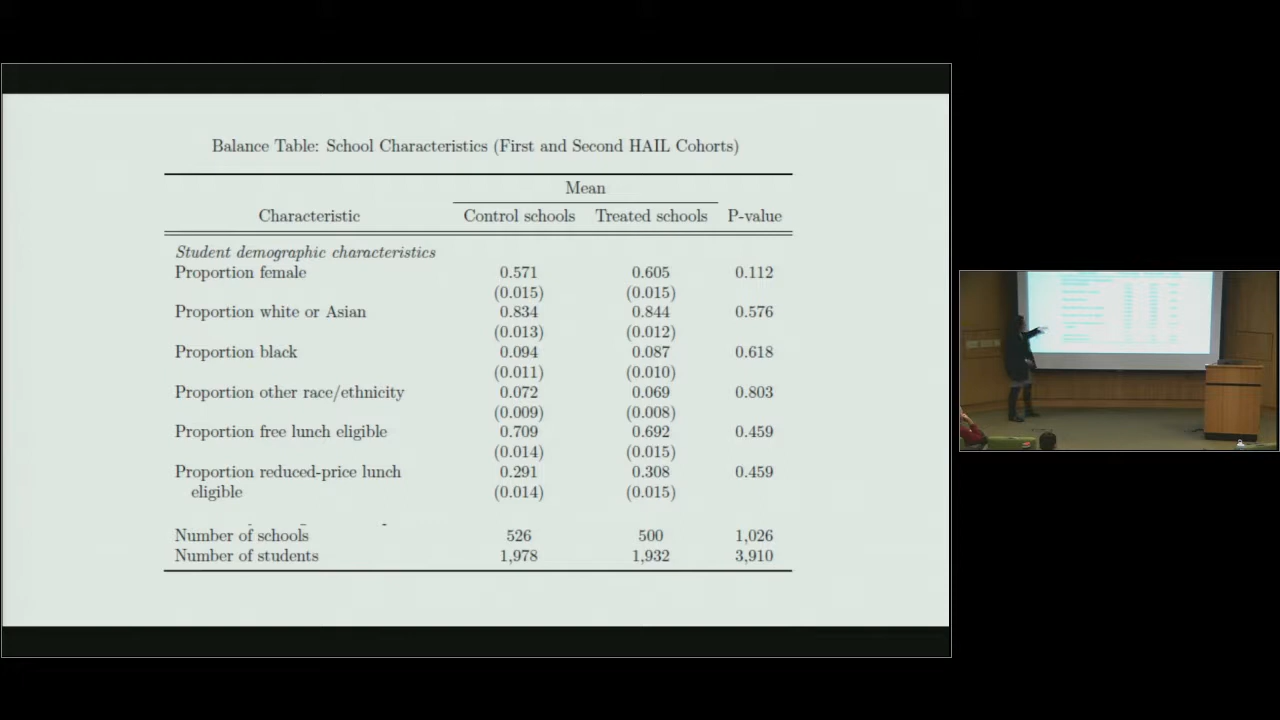 Balance Table: School Characteristics (First and Second HAIL Cohorts)
Mean
Characteristic Control schools Treated schools P-value
Student demographic characteristics
Proportion female 0.571 0.605 0.112
(0.015) (0.015)
Proportion white or Asian 0.834 0.844 0.576
(0.013) (0.012)
Proportion black 0.094 0.087 0.618
(0.011) (0.010)
Proportion other race/ethnicity 0.072 0.069 0.803
(0.009) (0.008)
Proportion free lunch eligible 0.709 0.692 0.459
(0.014) (0.015)
Proportion reduced-price lunch 0.291 0.308 0.459
eligible (0.014) (0.015)
Number of schools 526 500 1,026
Number of students 1,978 1,932 3,910